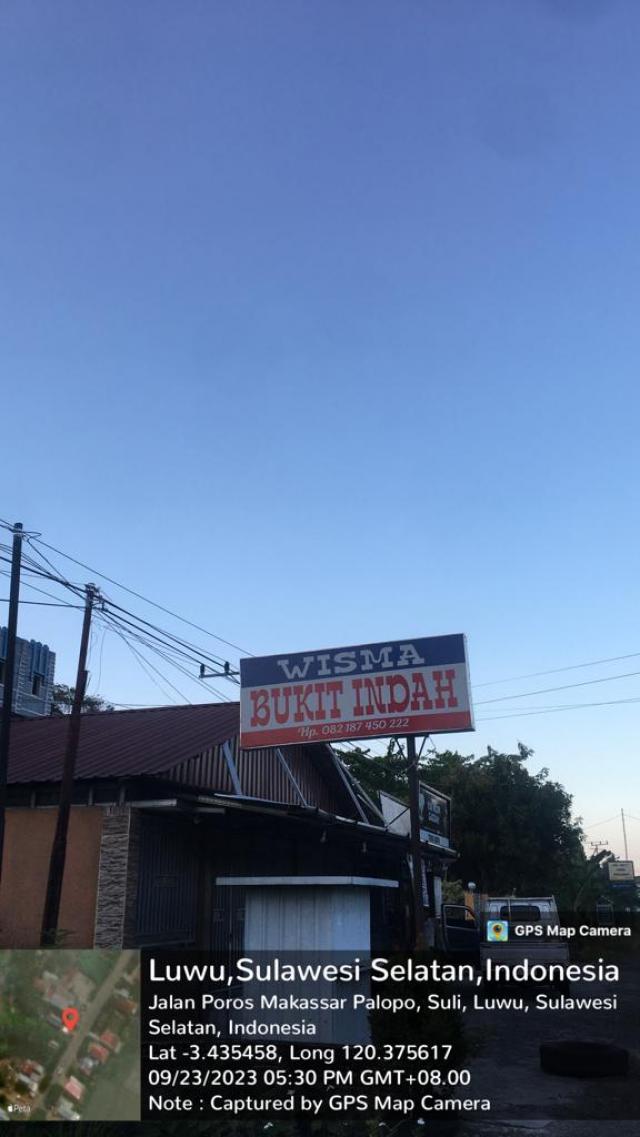 WISMA
BUKIT INDAH
Hp. 082 187 450 222
GPS Map Camera
Luwu,Sulawesi Selatan,Indonesia
Jalan Poros Makassar Palopo, Suli, Luwu, Sulawesi
Selatan, Indonesia
Lat -3.435458, Long 120.375617
09/23/2023 05:30 PM GMT+08.00
Note : Captured by GPS Map Camera
Peta